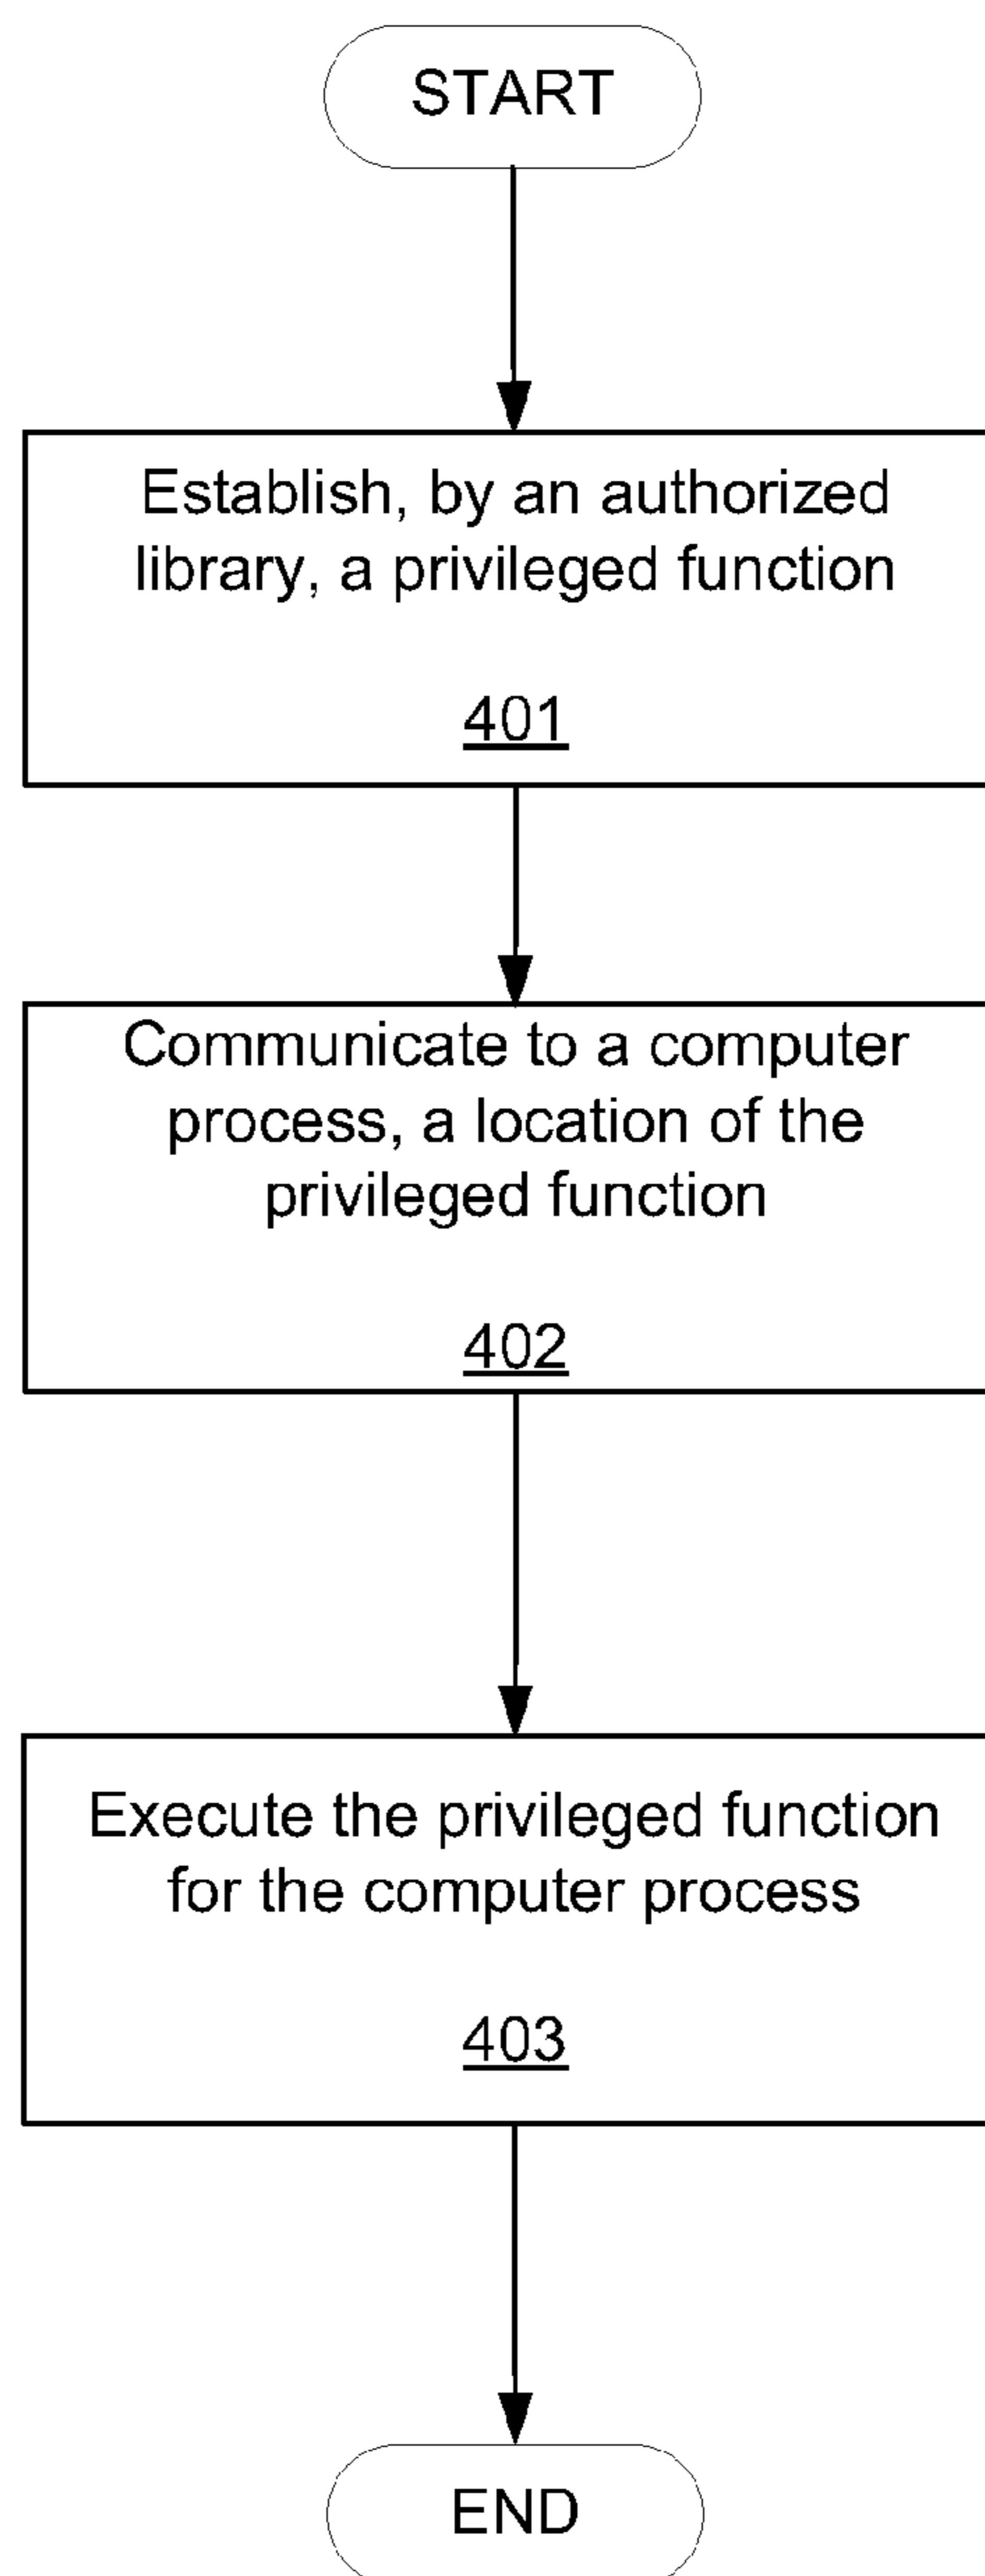 START
Establish, by an authorized
library, a privileged function
401
Communicate to a computer
process, a location of the
privileged function
402
Execute the privileged function
for the computer process
403
END